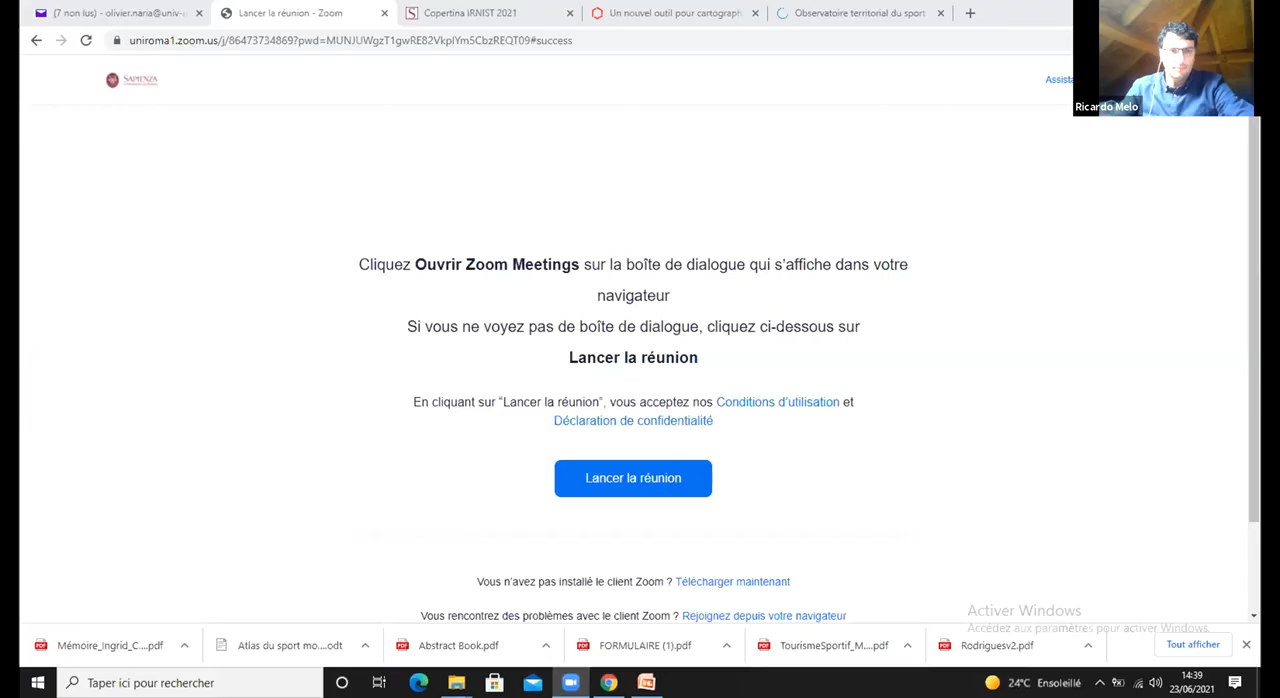 (7 non lus) - olivier.naria@univ-
Lancer la réunion - Zoom
Copertina iRNIST 2021
Un nouvel outil pour cartograph
Observatoire territorial du sport
uniroma1.zoom.us/j/86473734869?pwd=MUNJUWgzT1gwRE82VkplYm5CbzREQT09#success
SAPIENZA
Assista
Ricardo Melo
Cliquez Ouvrir Zoom Meetings sur la boîte de dialogue qui s’affiche dans votre
navigateur
Si vous ne voyez pas de boîte de dialogue, cliquez ci-dessous sur
Lancer la réunion
En cliquant sur “Lancer la réunion”, vous acceptez nos Conditions d’utilisation et
Déclaration de confidentialité
Lancer la réunion
Vous n’avez pas installé le client Zoom ? Télécharger maintenant
Vous rencontrez des problèmes avec le client Zoom ? Rejoignez depuis votre navigateur
Activer Windows
Accédez aux paramètres pour activer Windows.
Mémoire_Ingrid_C....pdf
Atlas du sport mo....odt
Abstract Book.pdf
FORMULAIRE (1).pdf
TourismeSportif_M....pdf
Rodriguesv2.pdf
Tout afficher
Taper ici pour rechercher
24°C Ensoleillé
14:39
23/06/2021